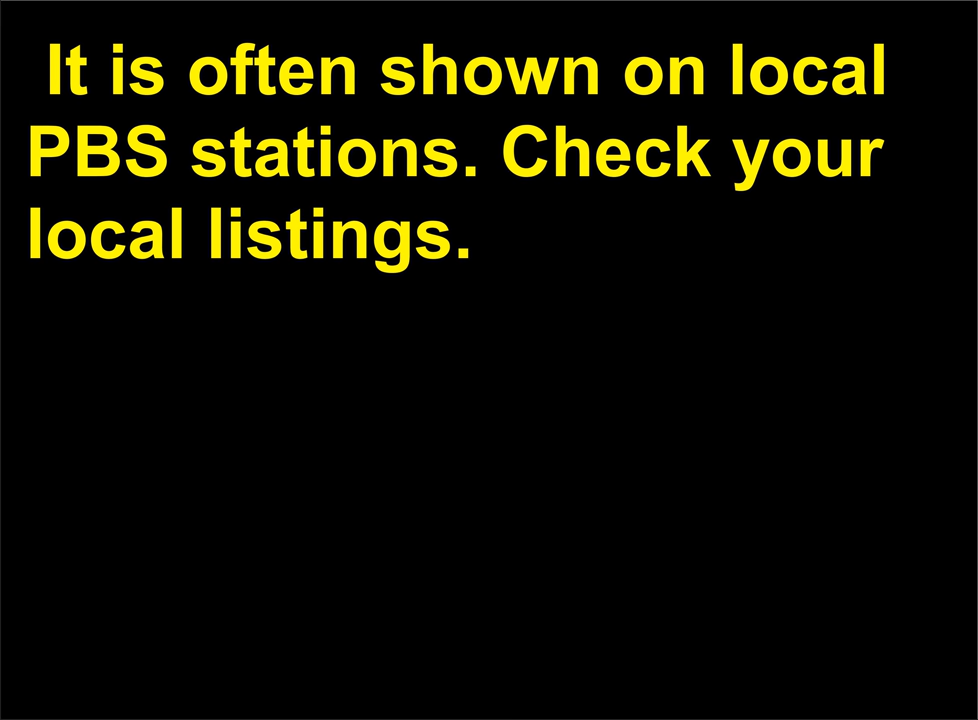 It is often shown on local
PBS stations. Check your
local listings.